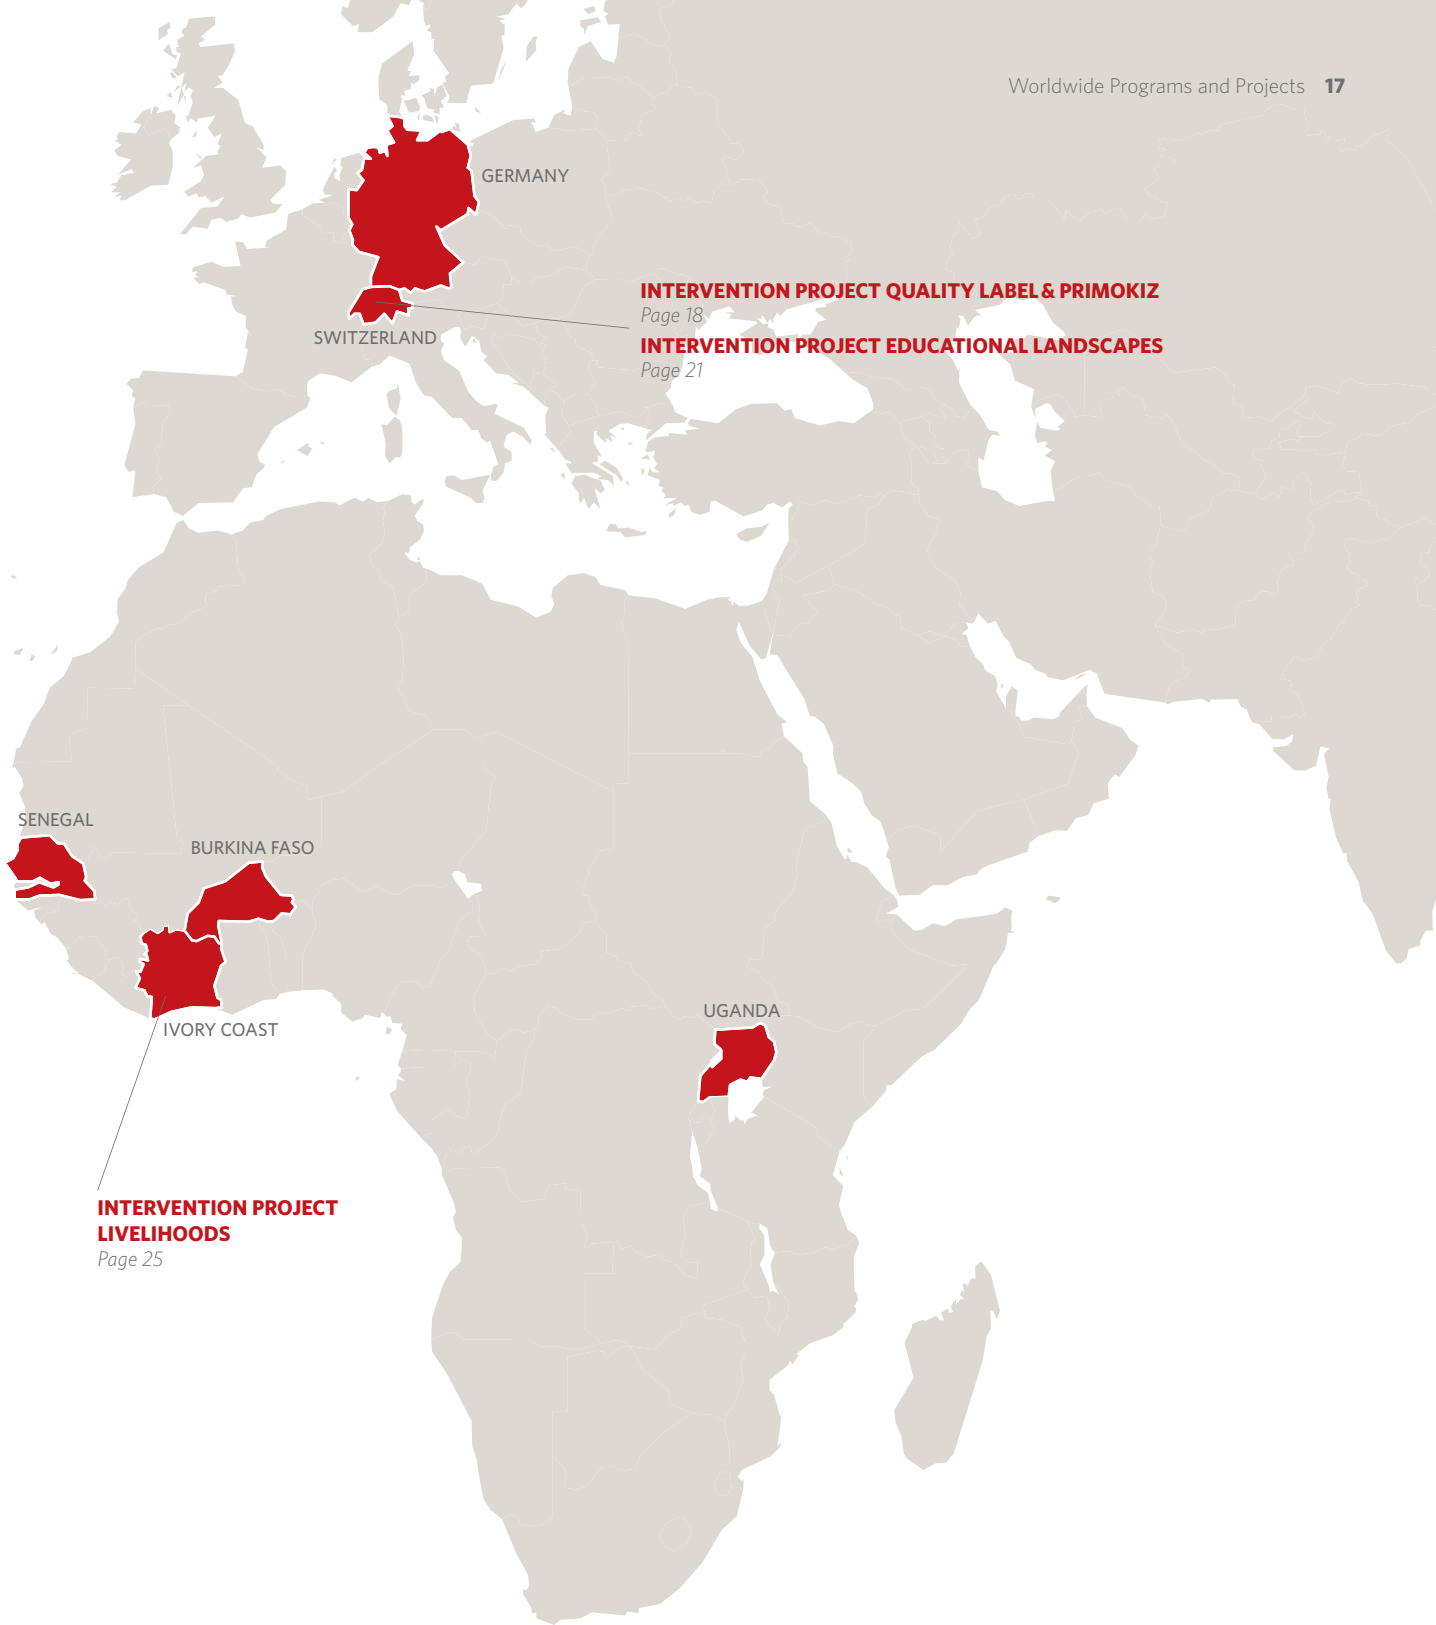 Worldwide Programs and Projects 17
GERMANY
INTERVENTION PROJECT QUALITY LABEL & PRIMOKIZ
Page 18
SWITZERLAND
INTERVENTION PROJECT EDUCATIONAL LANDSCAPES
Page 21
SENEGAL
BURKINA FASO
UGANDA
IVORY COAST
INTERVENTION PROJECT
LIVELIHOODS
Page 25